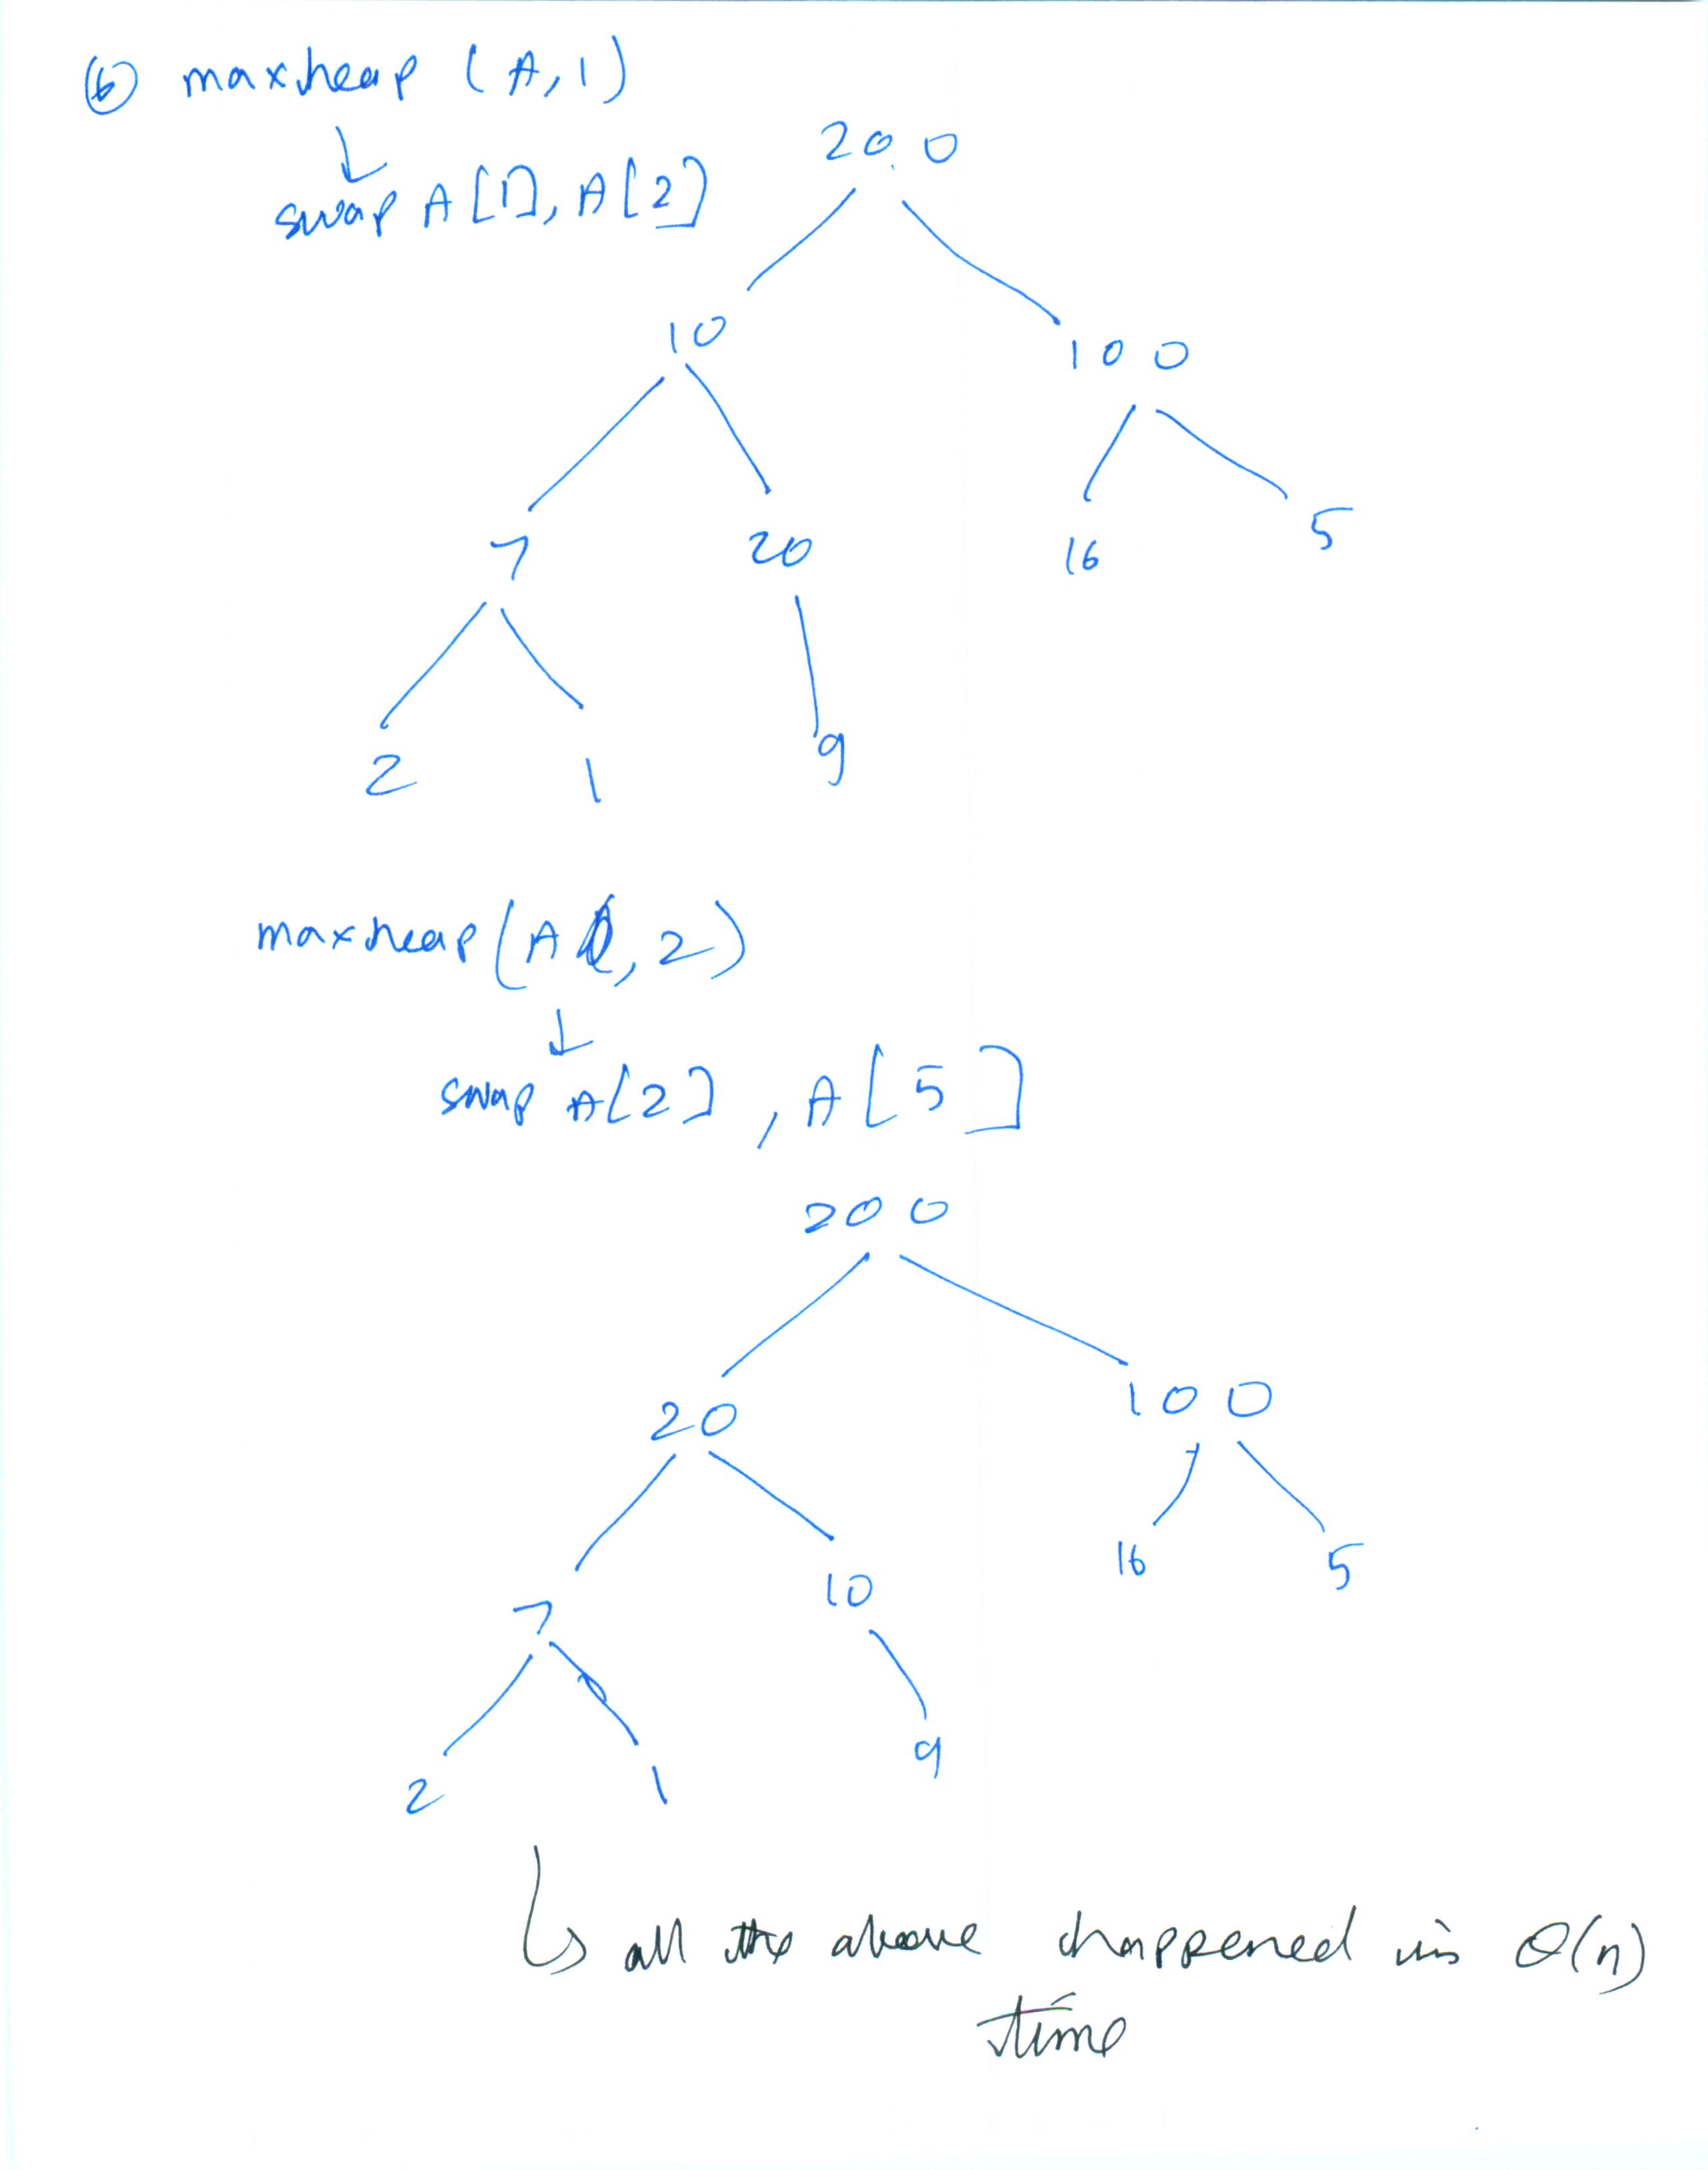 (6) maxheap (A,1)
↓
swap A[1], A[2]
200
10 100
7 20 16 5
2 1 9
maxheap(A, 2)
↓
swap A[2], A[5]
200
20 100
7 10 16 5
2 1 9
↳ all the above happened in O(n)
time